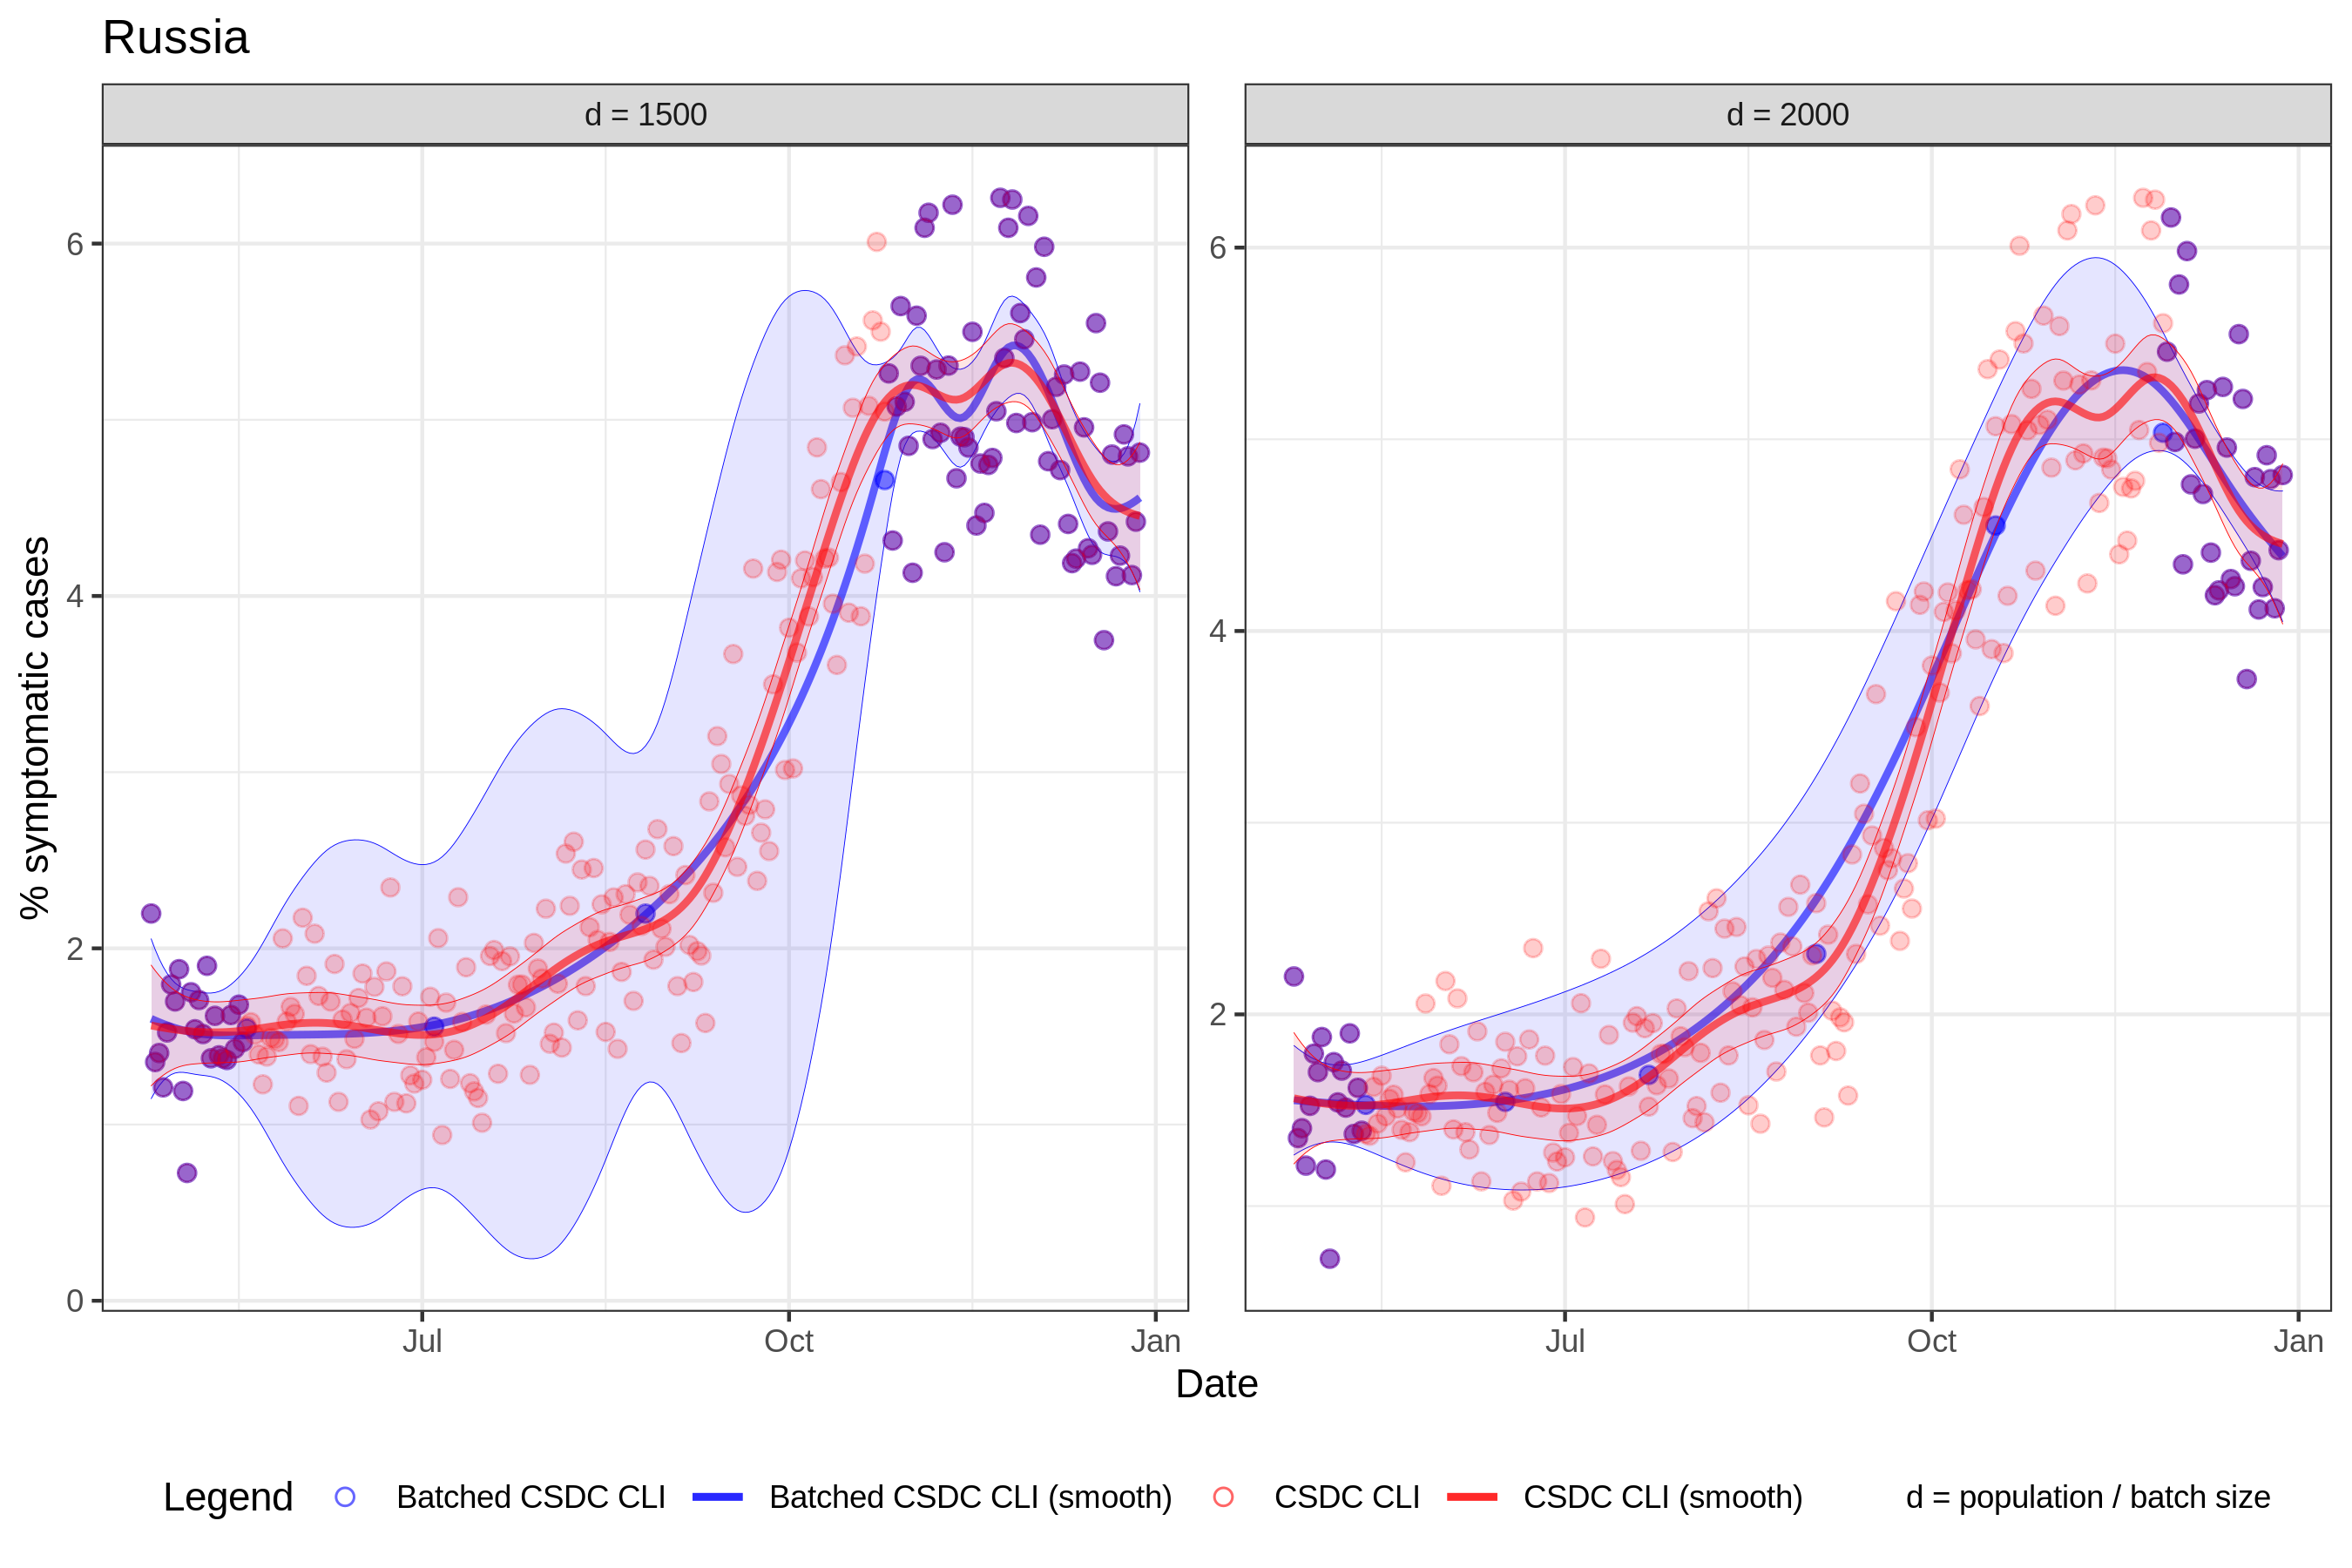 Russia
d = 1500
d = 2000
% symptomatic cases
6
4
2
0
6
4
2
Jul
Oct
Jan
Jul
Oct
Jan
Date
Legend
Batched CSDC CLI
Batched CSDC CLI (smooth)
CSDC CLI
CSDC CLI (smooth)
d = population / batch size